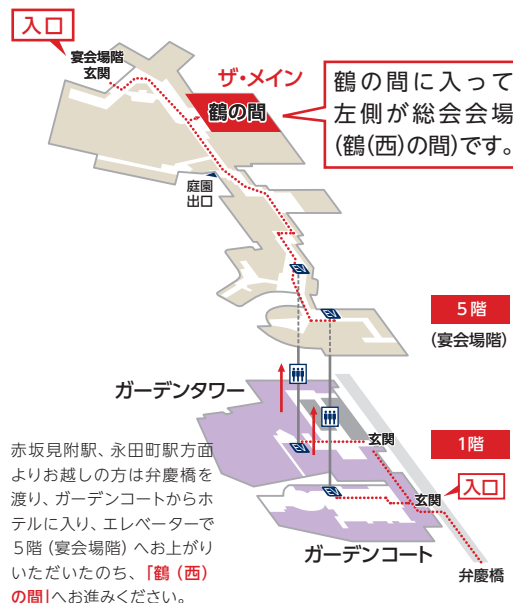 入口
宴会場階
玄関
ザ・メイン
鶴の間
鶴の間に入って
左側が総会会場
(鶴(西)の間)です。
庭園
出口
5階
(宴会場階)
ガーデンタワー
玄関
1階
赤坂見附駅、永田町駅方面
よりお越しの方は弁慶橋を
渡り、ガーデンコートからホ
テルに入り、エレベーターで
5階(宴会場階)へお上がり
いただいたのち、「鶴(西)
の間」へお進みください。
入口
玄関
ガーデンコート
弁慶橋